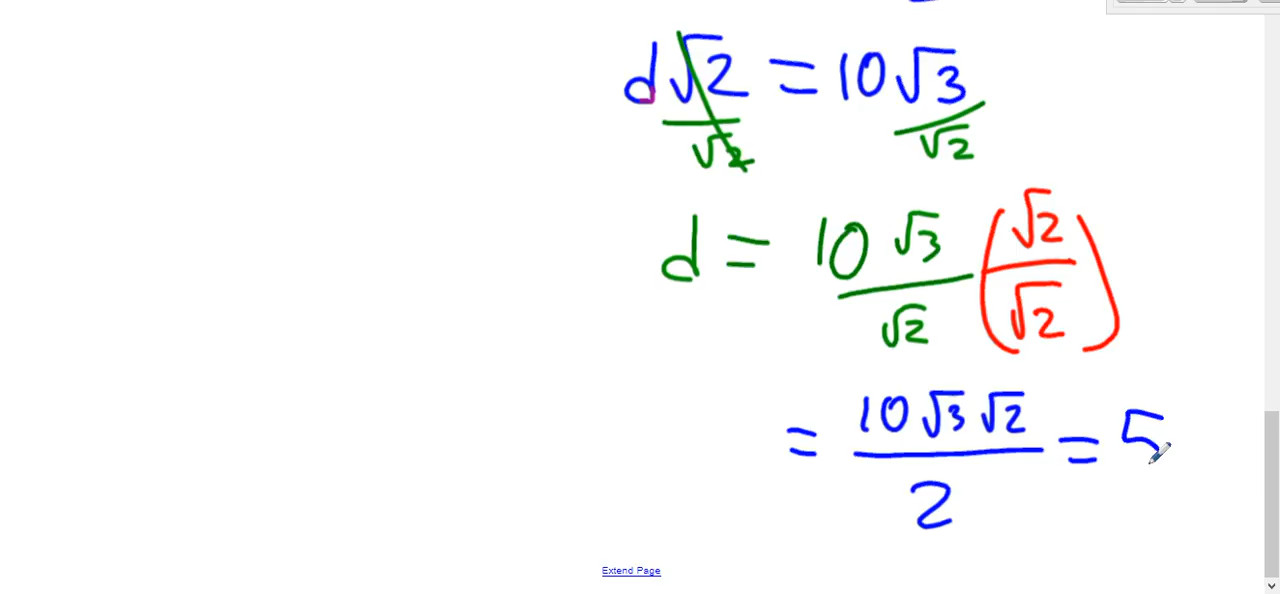 d√2 = 10√3
√2 √2
d = 10√3/√2 (√2/√2)
= 10√3√2/2 = 5
Extend Page